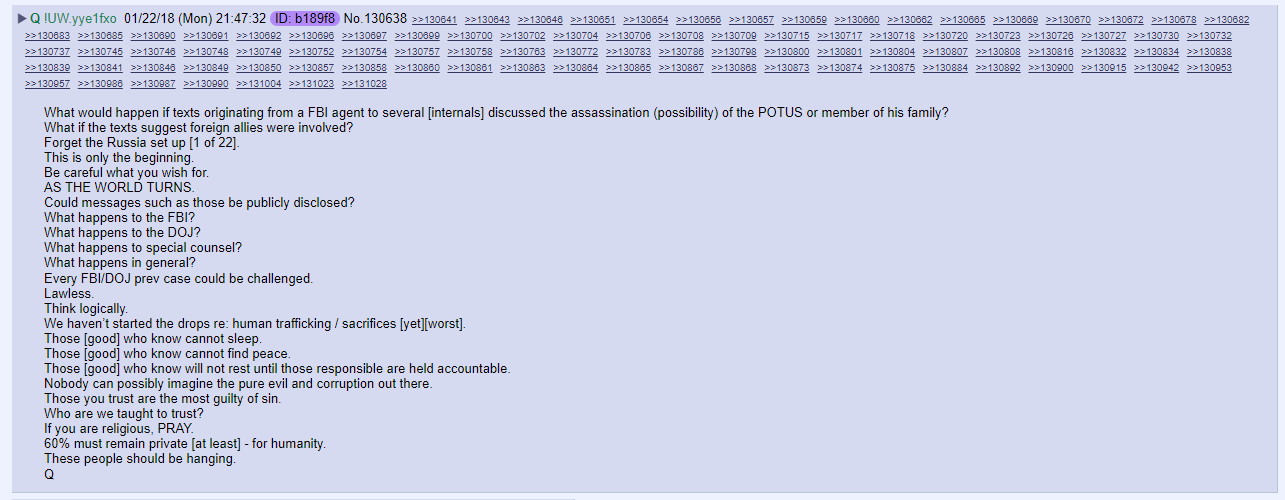 ▶ Q !UW.yye1fxo 01/22/18 (Mon) 21:47:32 ID: b189f8 No.130638 >>130641 >>130643 >>130646 >>130651 >>130654 >>130656 >>130657 >>130659 >>130660 >>130662 >>130665 >>130669 >>130670 >>130672 >>130678 >>130682
>>130683 >>130685 >>130690 >>130691 >>130692 >>130696 >>130697 >>130699 >>130700 >>130702 >>130704 >>130706 >>130708 >>130709 >>130715 >>130717 >>130718 >>130720 >>130723 >>130726 >>130727 >>130730 >>130732
>>130737 >>130745 >>130746 >>130748 >>130749 >>130752 >>130754 >>130757 >>130758 >>130763 >>130772 >>130783 >>130786 >>130798 >>130800 >>130801 >>130804 >>130807 >>130808 >>130816 >>130832 >>130834 >>130838
>>130839 >>130841 >>130846 >>130849 >>130850 >>130857 >>130858 >>130860 >>130861 >>130863 >>130864 >>130865 >>130867 >>130868 >>130873 >>130874 >>130875 >>130884 >>130892 >>130900 >>130915 >>130942 >>130953
>>130957 >>130986 >>130987 >>130990 >>131004 >>131023 >>131028
What would happen if texts originating from a FBI agent to several [internals] discussed the assassination (possibility) of the POTUS or member of his family?
What if the texts suggest foreign allies were involved?
Forget the Russia set up [1 of 22].
This is only the beginning.
Be careful what you wish for.
AS THE WORLD TURNS.
Could messages such as those be publicly disclosed?
What happens to the FBI?
What happens to the DOJ?
What happens to special counsel?
What happens in general?
Every FBI/DOJ prev case could be challenged.
Lawless.
Think logically.
We haven't started the drops re: human trafficking / sacrifices [yet][worst].
Those [good] who know cannot sleep.
Those [good] who know cannot find peace.
Those [good] who know will not rest until those responsible are held accountable.
Nobody can possibly imagine the pure evil and corruption out there.
Those you trust are the most guilty of sin.
Who are we taught to trust?
If you are religious, PRAY.
60% must remain private [at least] - for humanity.
These people should be hanging.
Q